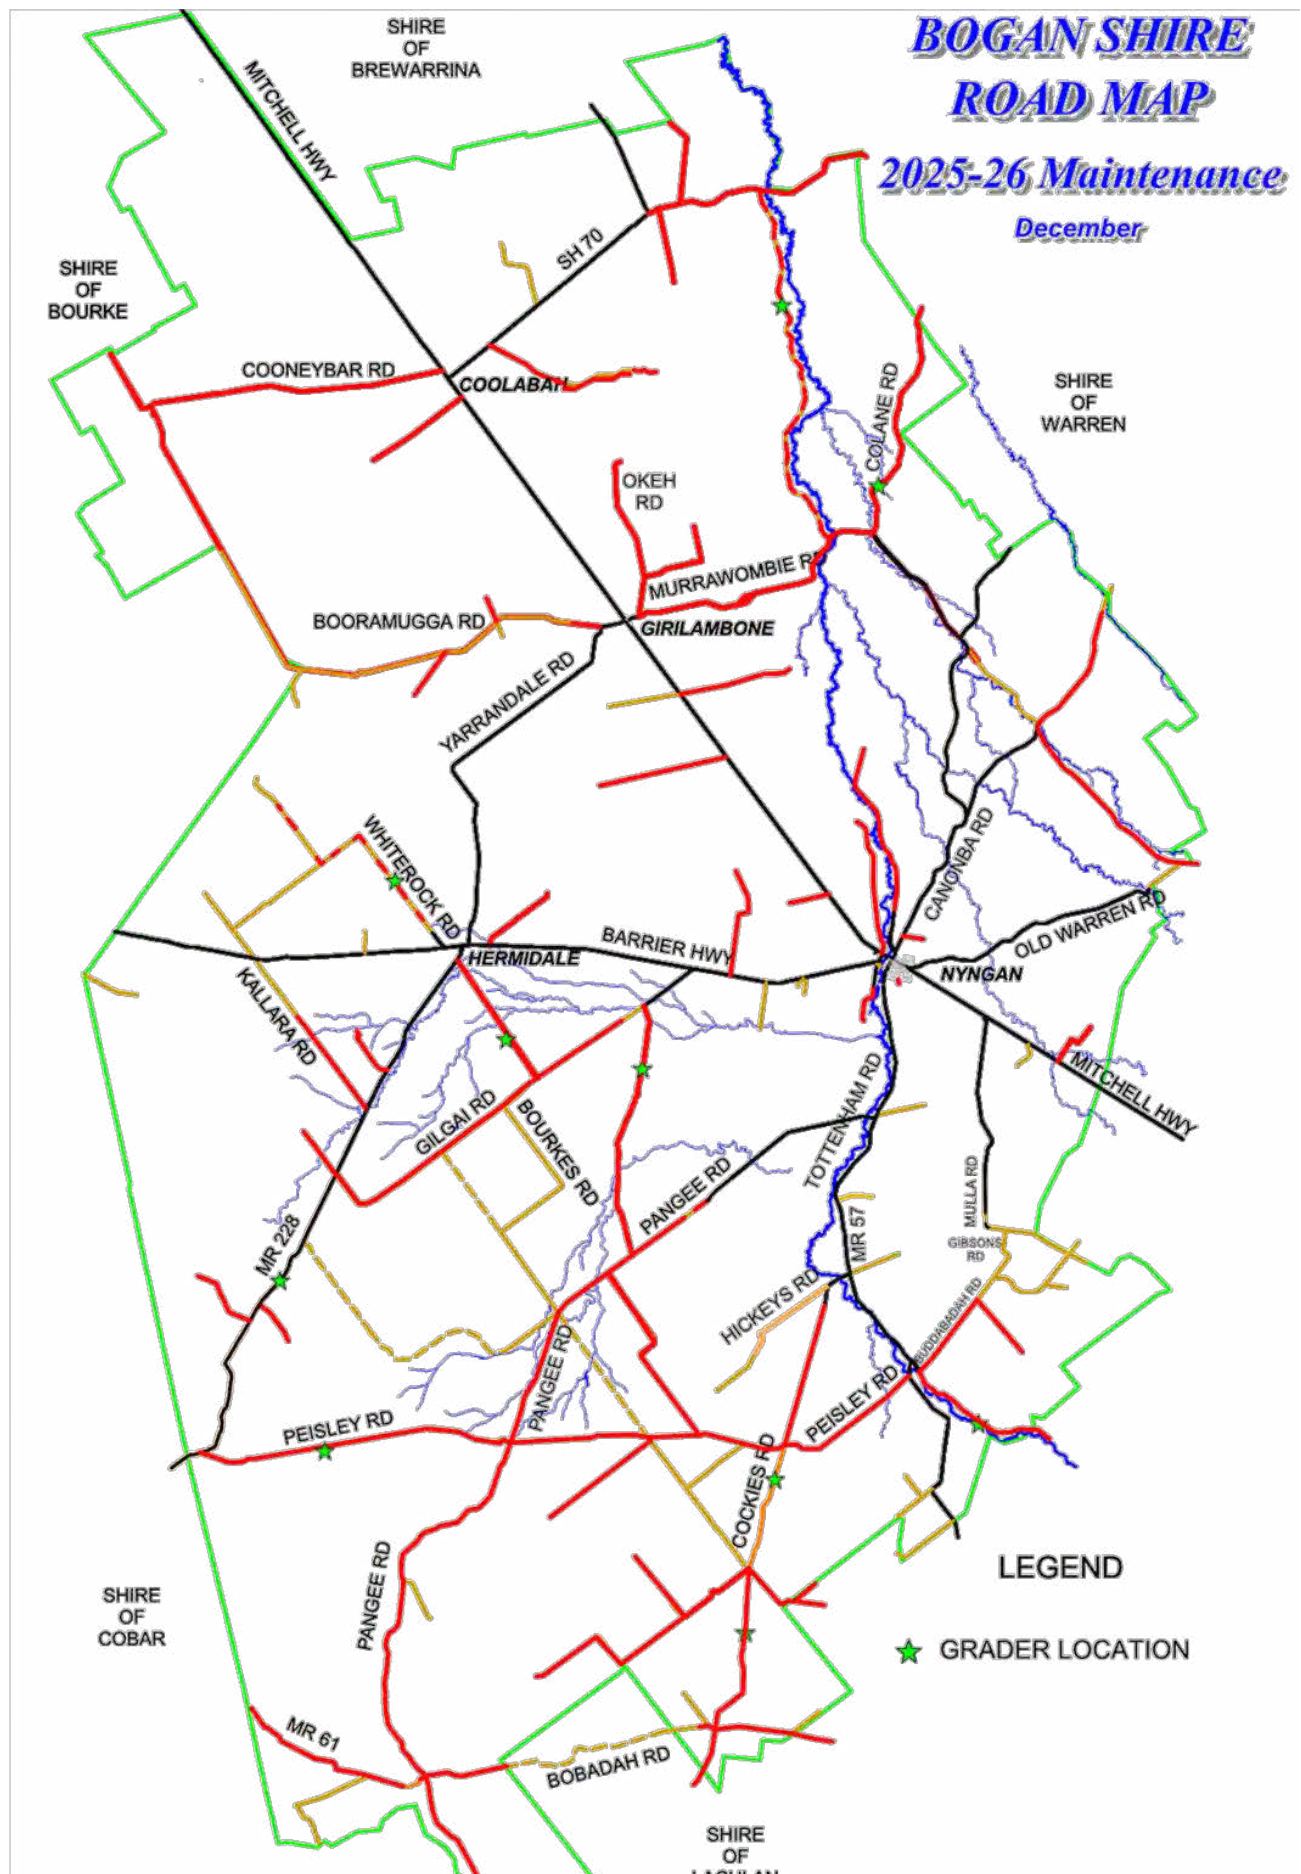 BOGAN SHIRE
ROAD MAP
2025-26 Maintenance
December
SHIRE
OF
BREWARRINA
MITCHELL HWY
SH 70
SHIRE
OF
BOURKE
COONEYBAR RD
COOLABAH
SHIRE
OF
WARREN
COLANE RD
OKEH
RD
MURRAWOMBIE RD
BOORAMUGGA RD
GIRILAMBONE
YARRANDALE RD
WHITEROCK RD
CANONBA RD
OLD WARREN RD
BARRIER HWY
HERMIDALE
NYNGAN
KALLARA RD
MITCHELL HWY
GILGAI RD
BOURKES RD
TOTTENHAM RD
PANGEE RD
MULLA RD
MR 57
GIBSONS
RD
MR 228
HICKEYS RD
BUDDABADAH RD
PANGEE RD
PEISLEY RD
PEISLEY RD
COCKIES RD
PANGEE RD
LEGEND
SHIRE
OF
COBAR
GRADER LOCATION
MR 61
BOBADAH RD
SHIRE
OF
LACHLAN